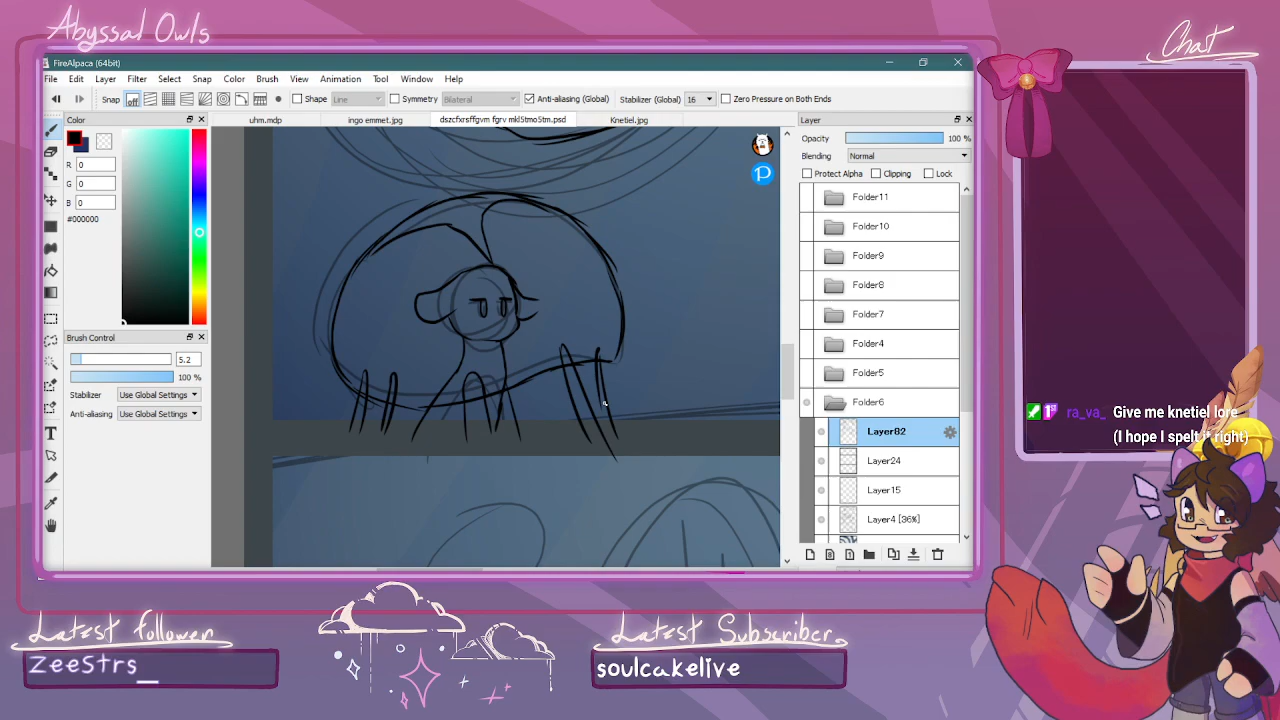 Abyssal Owls
Chat
FireAlpaca (64bit)
File Edit Layer Filter Select Snap Color Brush View Animation Tool Window Help
Snap off Shape Line Symmetry Bilateral Anti-aliasing (Global) Stabilizer (Global) 16 Zero Pressure on Both Ends
Color
uhm.mdp ingo emmet.jpg dszcfxrsffgvm fgrv mkl5tmo5tm.psd Knetiel.jpg
Layer
R 0
G 0
B 0
#000000
Opacity 100 %
Blending Normal
Protect Alpha Clipping Lock
Folder11
Folder10
Folder9
Folder8
Folder7
Folder4
Folder5
Folder6
Layer82
Layer24
Layer15
Layer4 [36%]
Brush Control
5.2
100 %
Stabilizer Use Global Settings
Anti-aliasing Use Global Settings
ra_va_ Give me knetiel lore
(I hope I spelt it right)
Latest follower
zeeStrs_
Latest Subscriber
soulcakelive